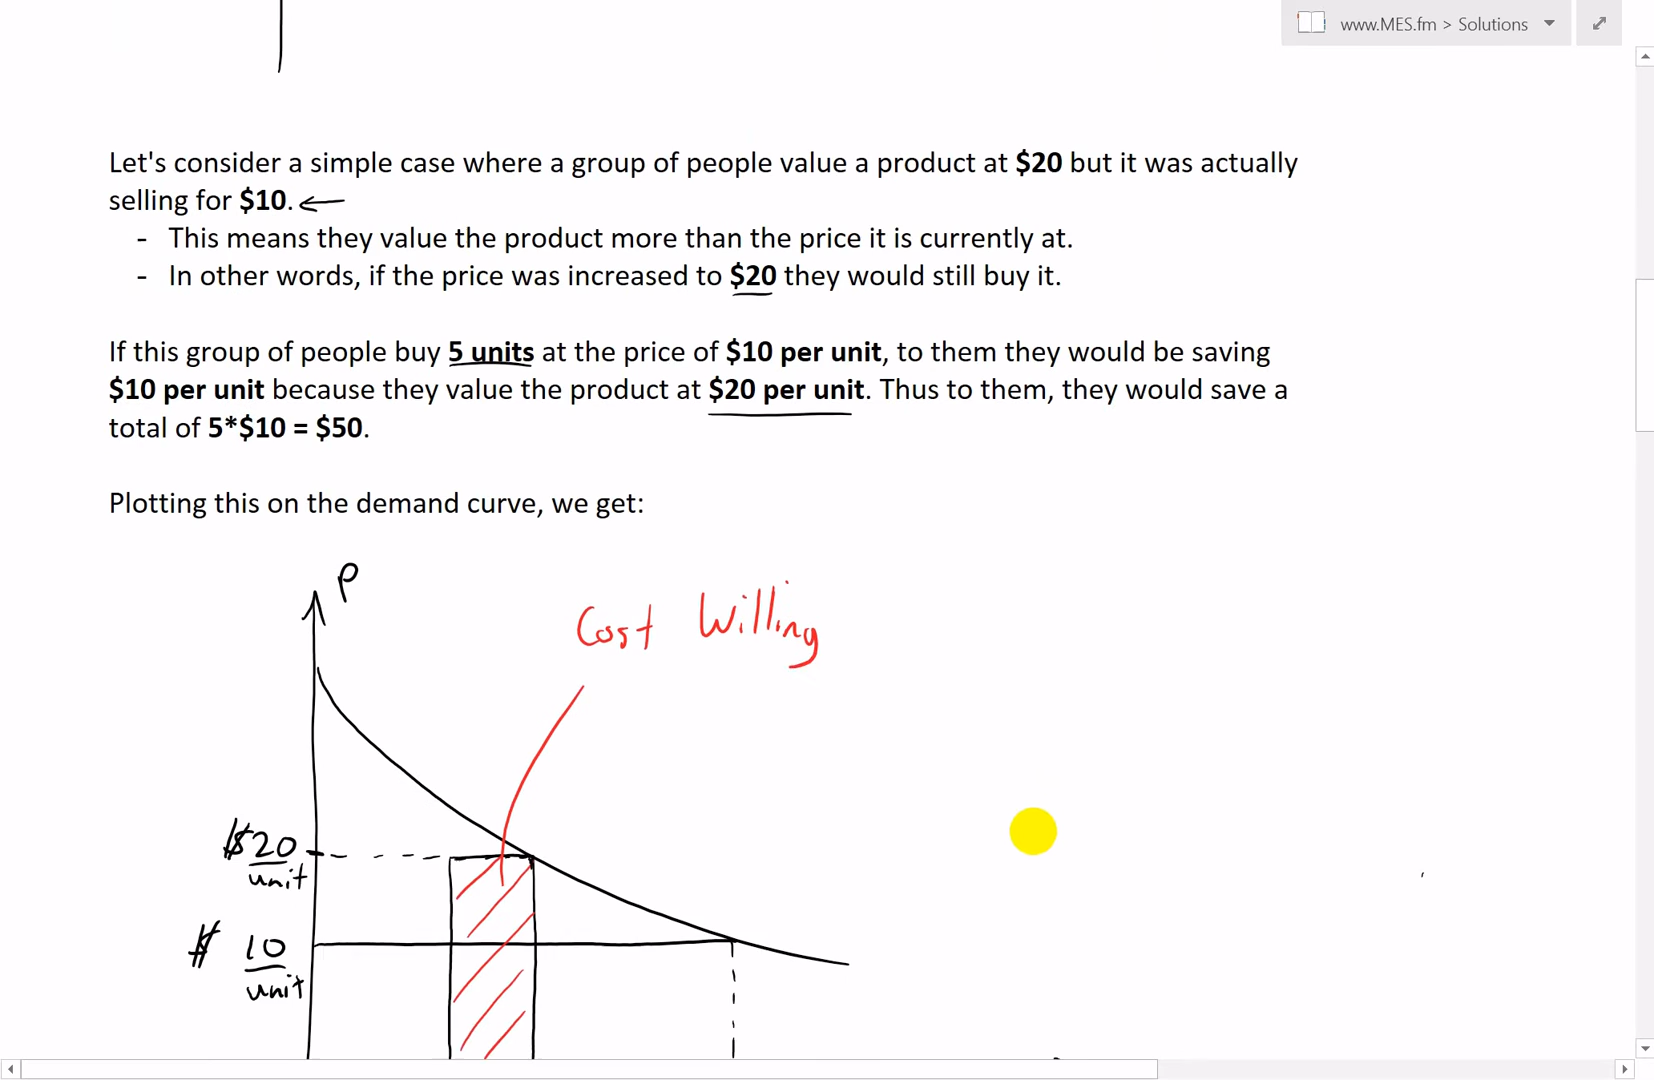 www.MES.fm > Solutions
Let's consider a simple case where a group of people value a product at $20 but it was actually
selling for $10.
- This means they value the product more than the price it is currently at.
- In other words, if the price was increased to $20 they would still buy it.
If this group of people buy 5 units at the price of $10 per unit, to them they would be saving
$10 per unit because they value the product at $20 per unit. Thus to them, they would save a
total of 5*$10 = $50.
Plotting this on the demand curve, we get:
P
Cost Willing
$20
unit
$ 10
unit